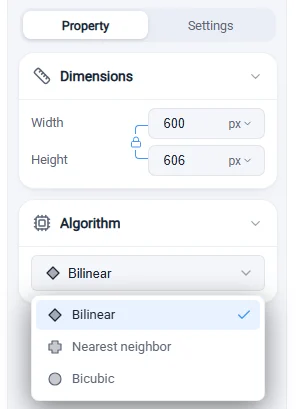 Property Settings
Dimensions
Width 600 px
Height 606 px
Algorithm
Bilinear
Bilinear
Nearest neighbor
Bicubic